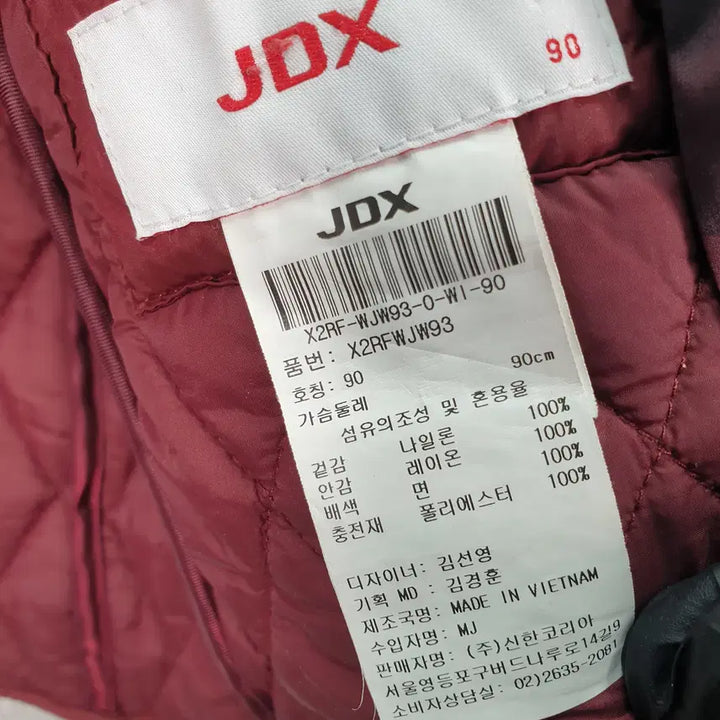 JDX
90
JDX
X2RF-WJW93-0-WI-90
품번: X2RFWJW93
호칭: 90
가슴둘레 90cm
섬유의조성 및 혼용율
겉감 나일론 100%
안감 레이온 100%
배색 면 100%
충전재 폴리에스터 100%
디자이너: 김선영
기획 MD : 김경훈
제조국명: MADE IN VIETNAM
수입자명: MJ
판매자명: (주)신한코리아
서울영등포구버드나루로14길9
소비자상담실: 02)2635-2081